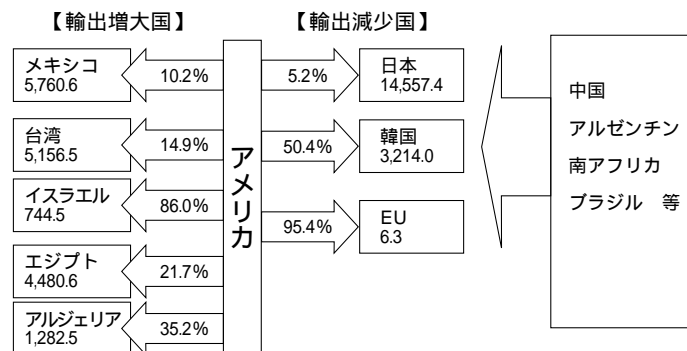 【輸出増大国】
【輸出減少国】
メキシコ
5,760.6
10.2%
台湾
5,156.5
14.9%
イスラエル
744.5
86.0%
エジプト
4,480.6
21.7%
アルジェリア
1,282.5
35.2%
アメリカ
5.2%
日本
14,557.4
50.4%
韓国
3,214.0
95.4%
EU
6.3
中国
アルゼンチン
南アフリカ
ブラジル 等